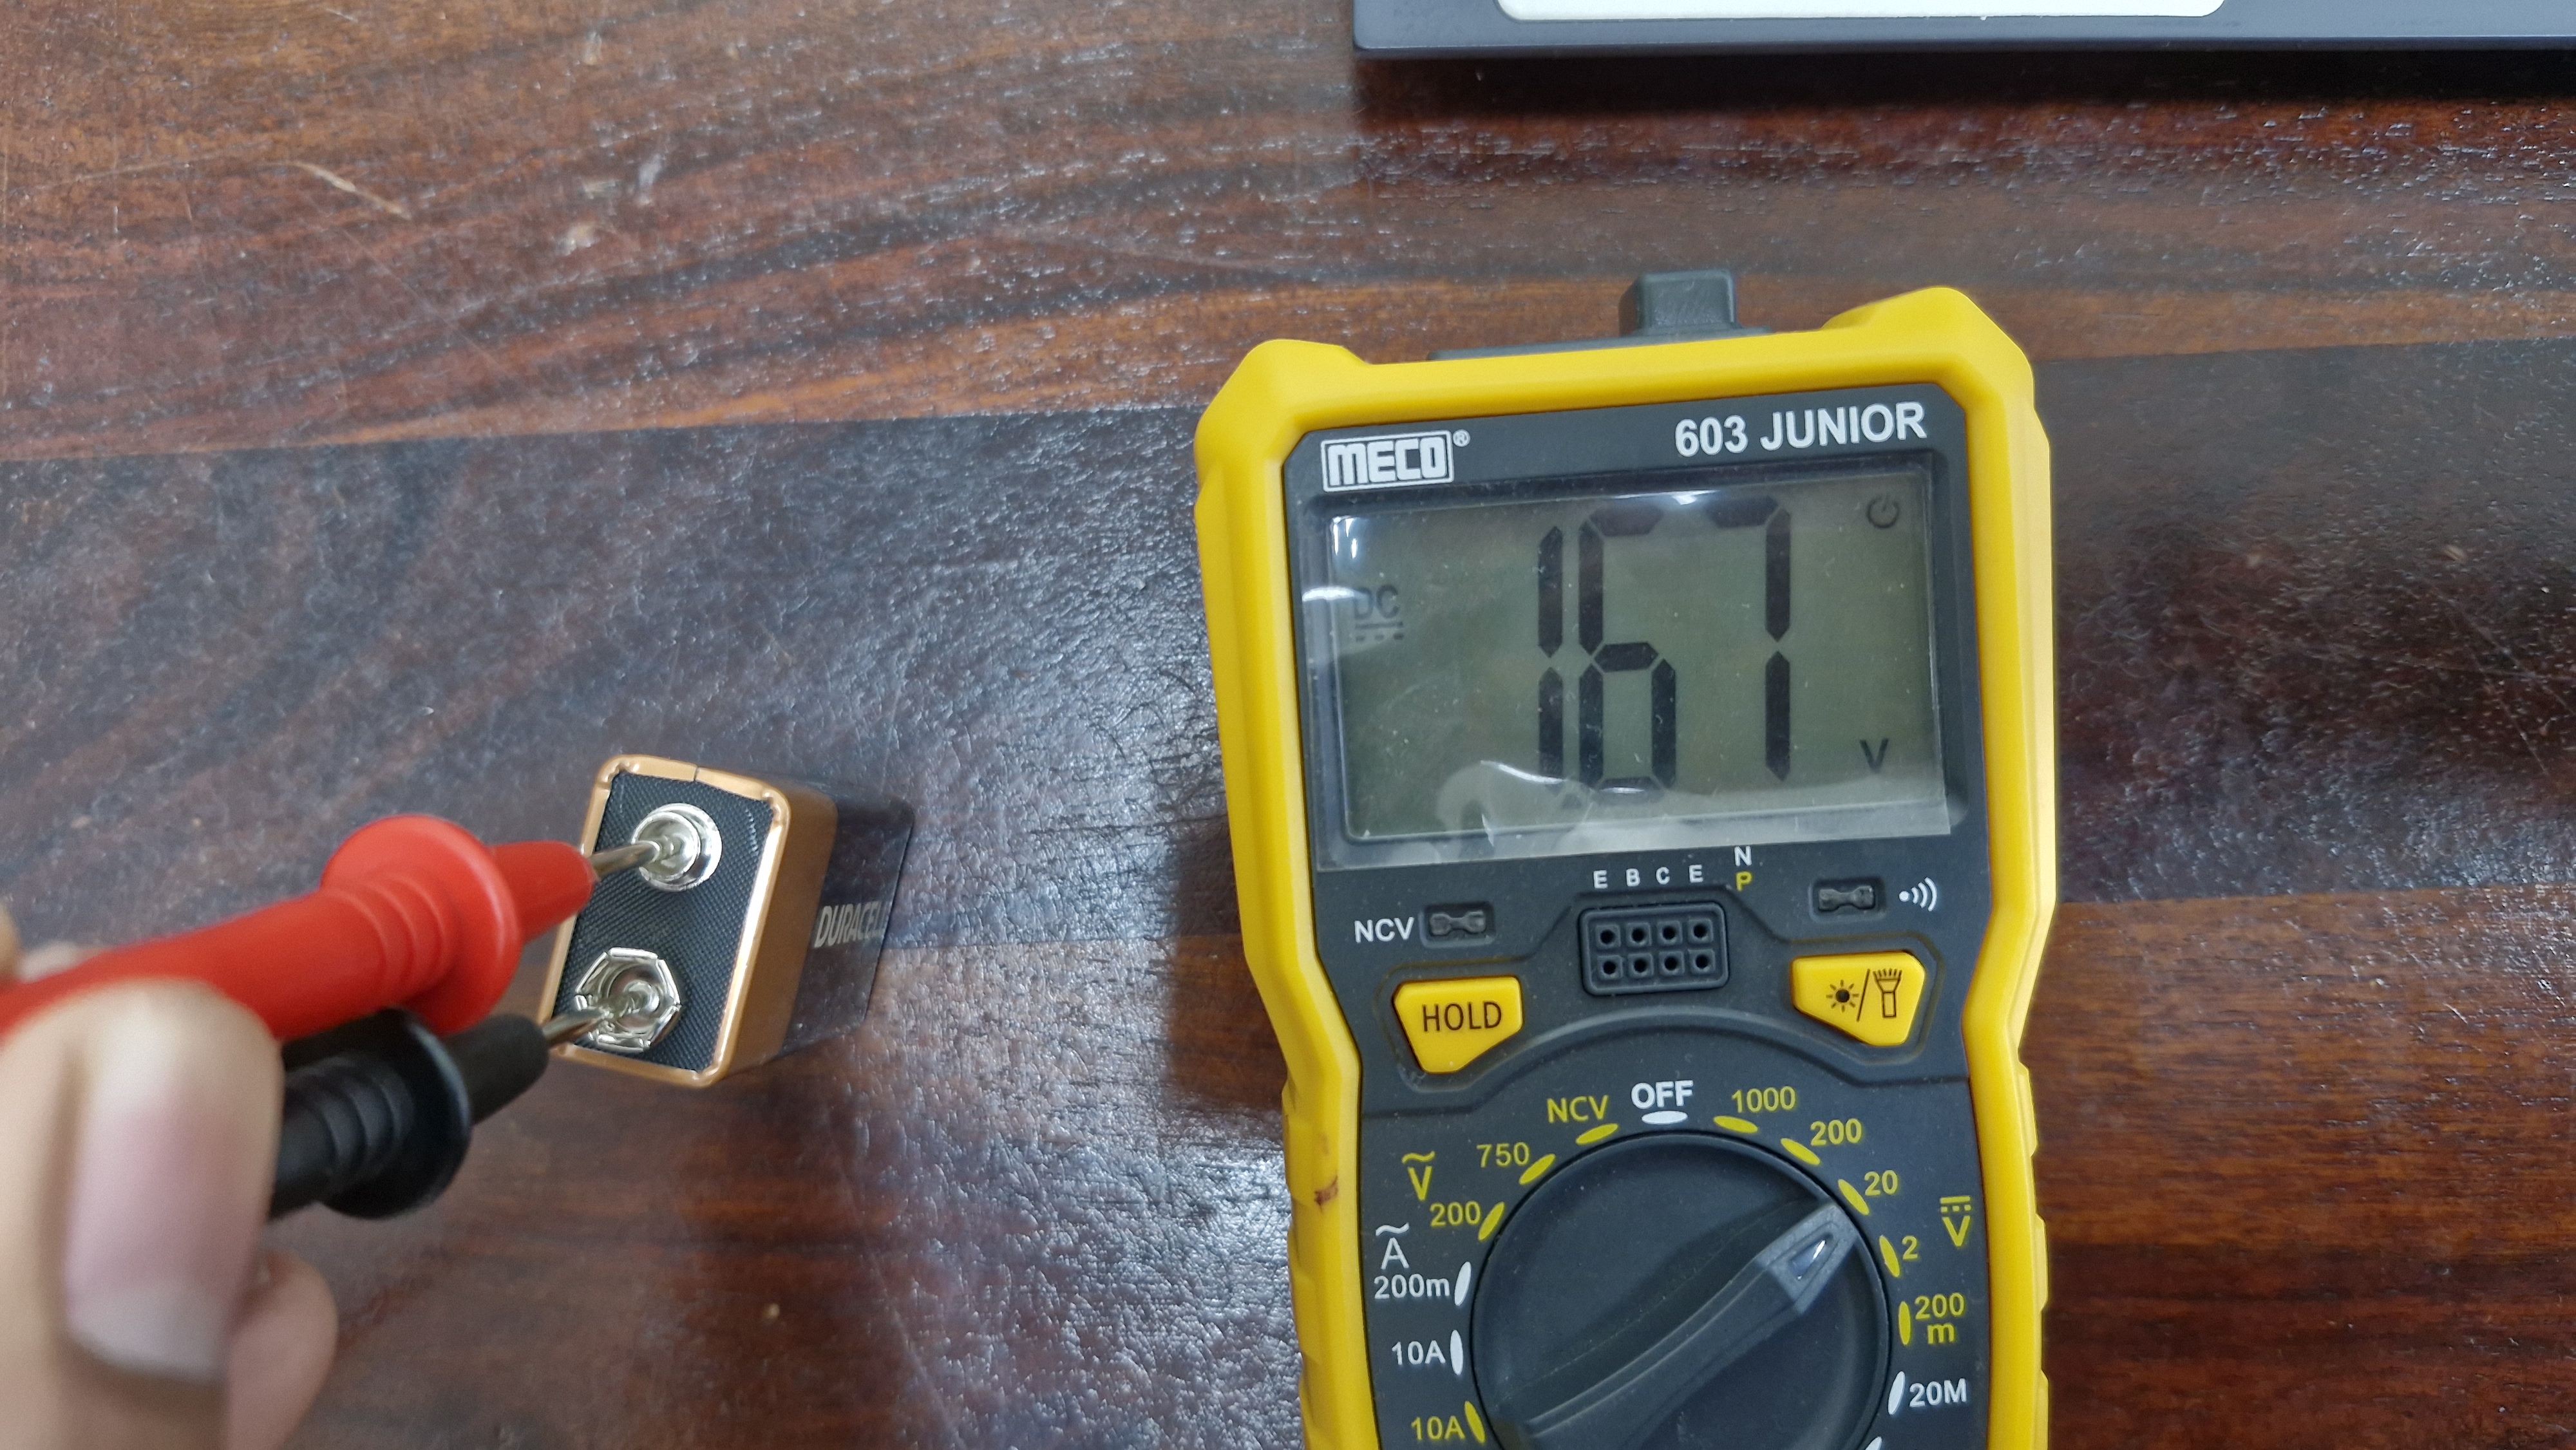 MECO®
603 JUNIOR
DC
167
V
E B C E
N
P
NCV
HOLD
DURACELL
OFF
NCV
1000
750
200
Ṽ
200
20
V
2
Ã
200m
200
m
10A
20M
10A